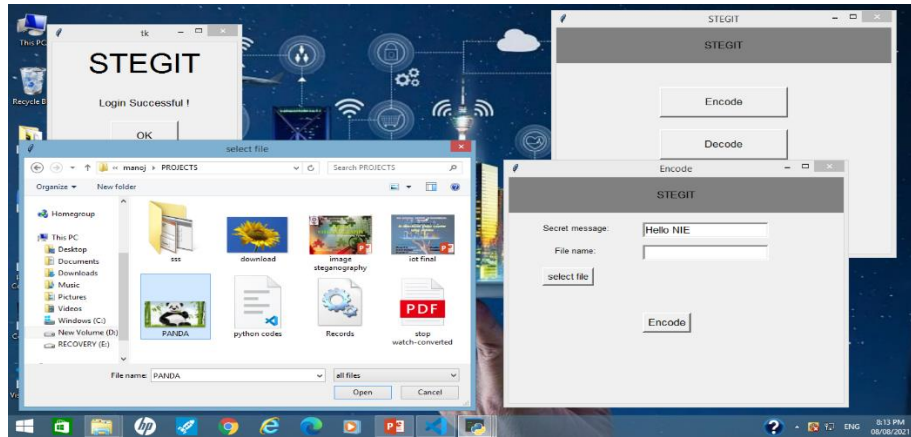 This PC
Recycle B
tk
STEGIT
Login Successful !
OK
STEGIT
STEGIT
Encode
Decode
select file
manoj
PROJECTS
Search PROJECTS
Organize
New folder
Homegroup
This PC
Desktop
Documents
Downloads
Music
Pictures
Videos
Windows (C:)
New Volume (D:)
RECOVERY (E:)
sss
download
image
steganography
iot final
PANDA
python codes
Records
PDF
stop
watch-converted
File name: PANDA
all files
Open
Cancel
Encode
STEGIT
Secret message:
Hello NIE
File name:
select file
Encode
ENG
8:13 PM
08/08/2021